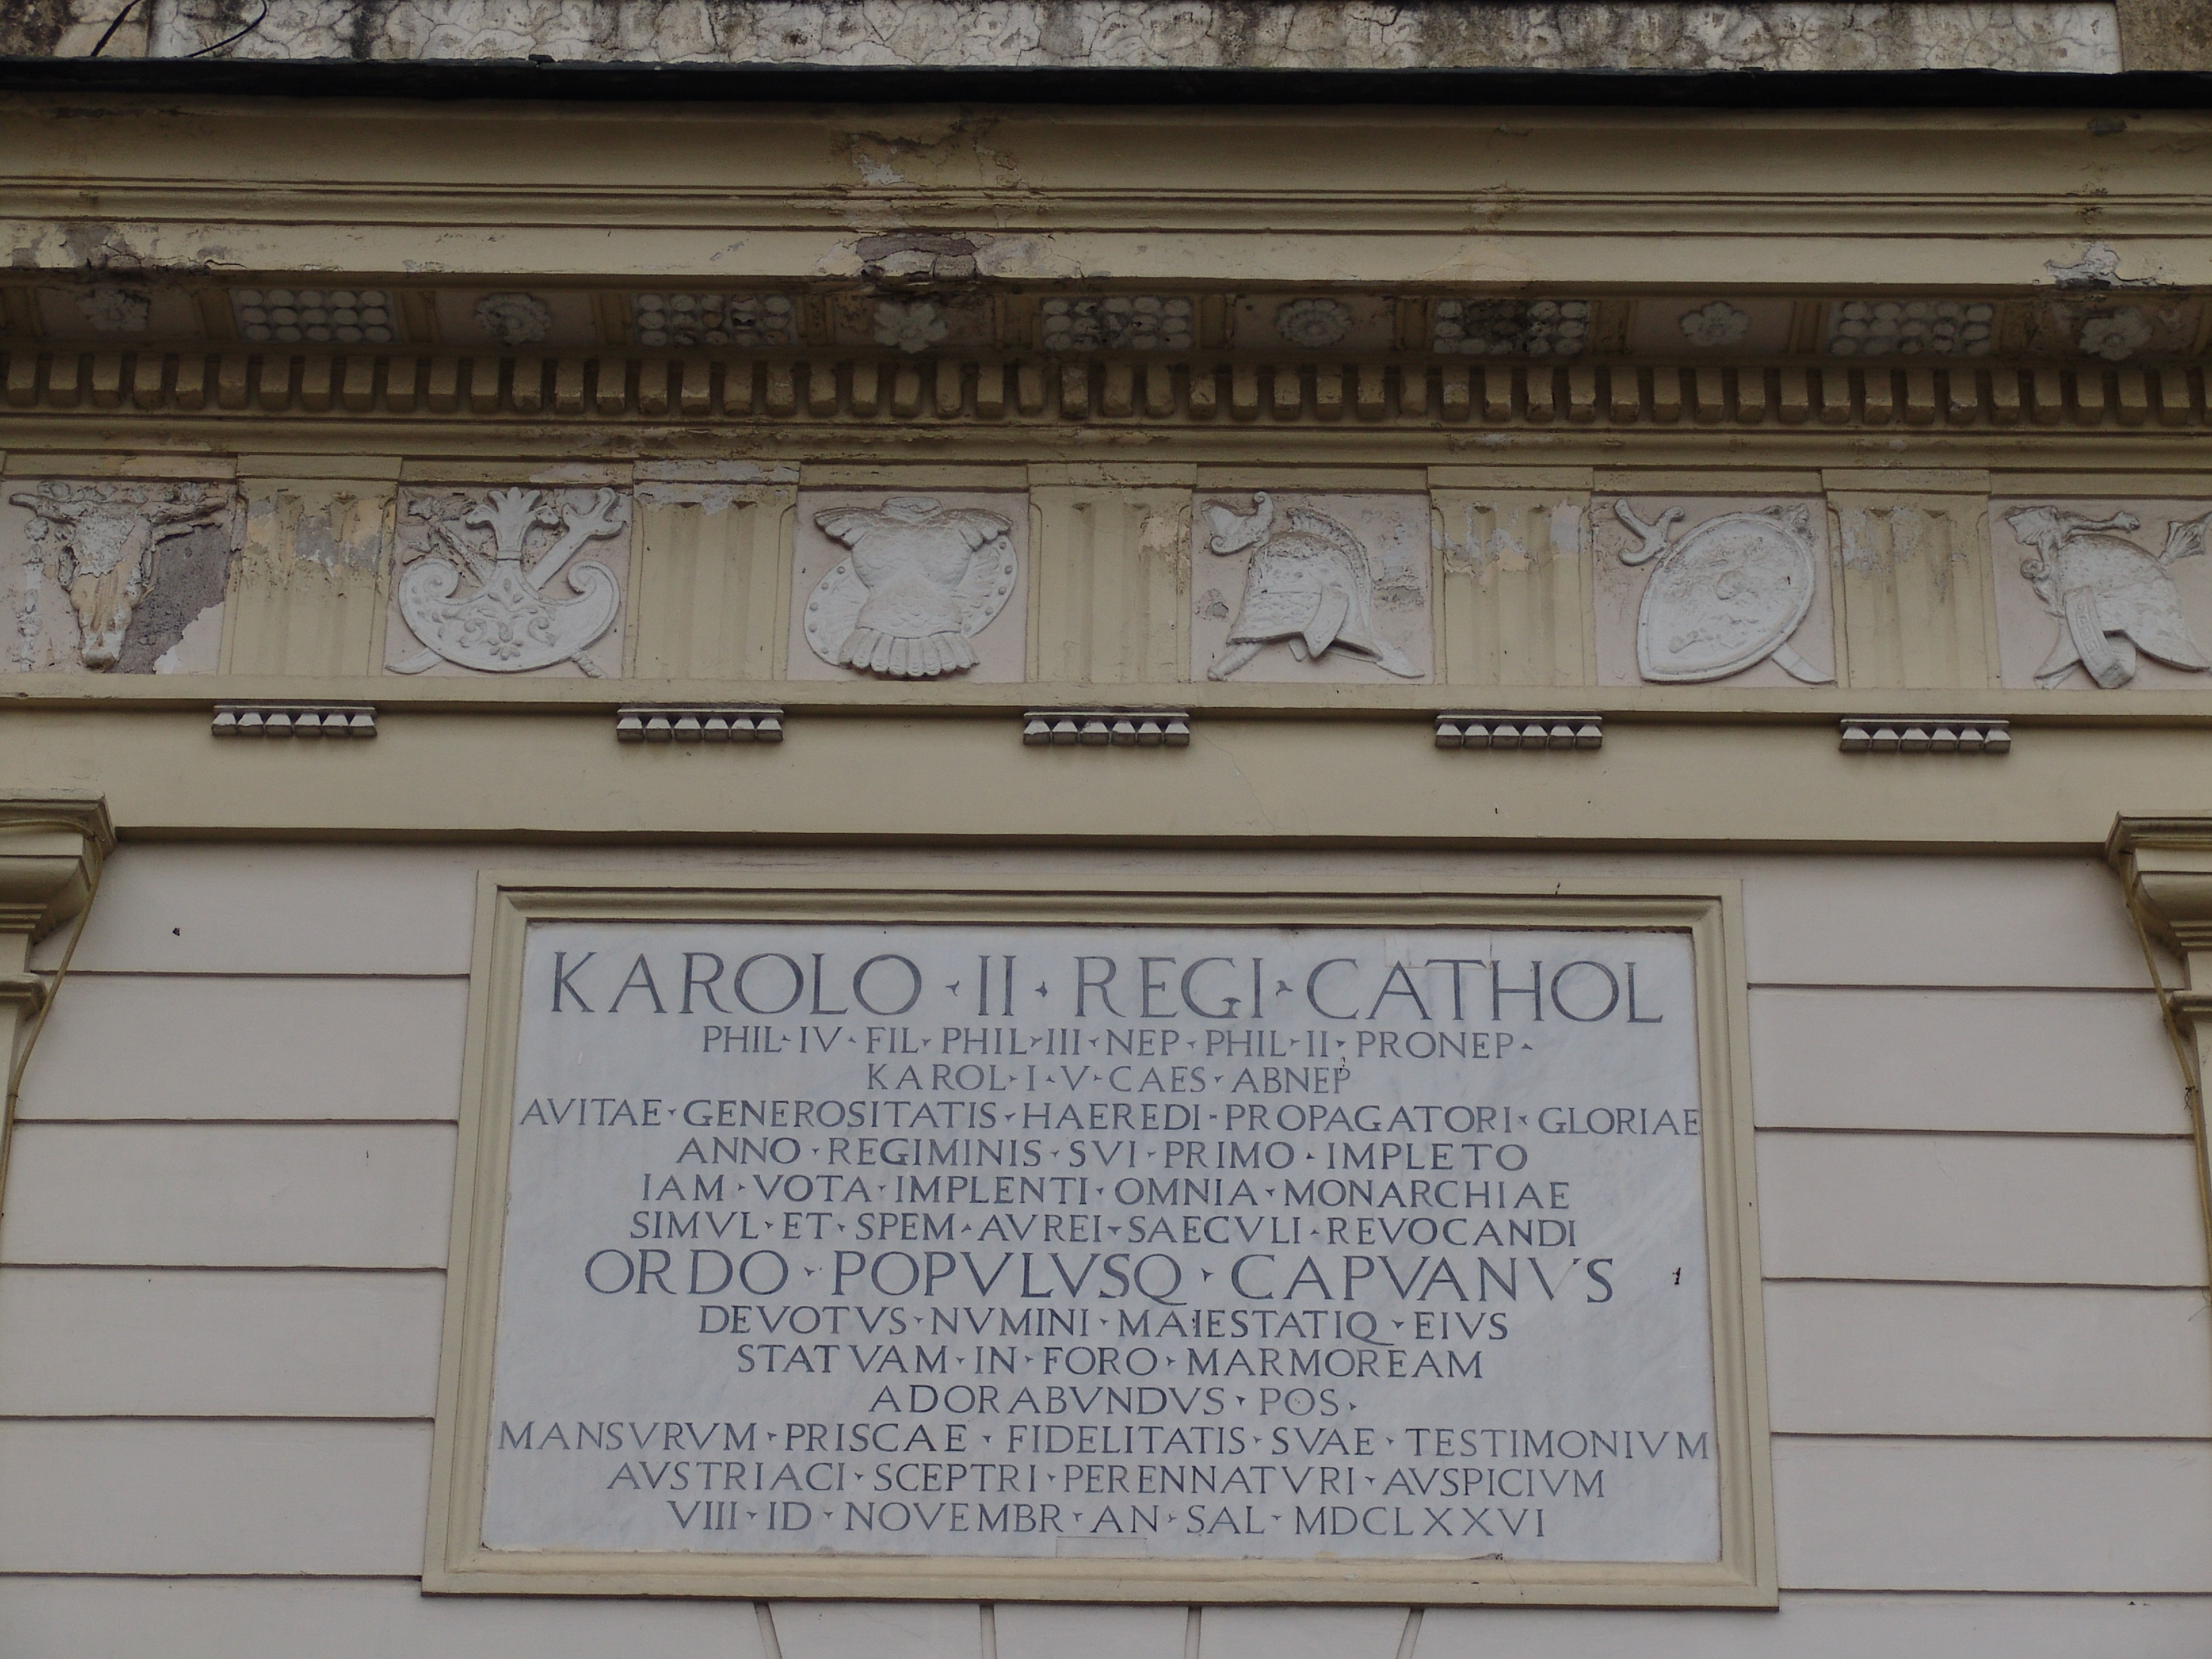 KAROLO · II · REGI · CATHOL
PHIL · IV · FIL · PHIL · III · NEP · PHIL · II · PRONEP ·
KAROL · I · V · CAES · ABNEP
AVITAE · GENEROSITATIS · HAEREDI · PROPAGATORI · GLORIAE
ANNO · REGIMINIS · SVI · PRIMO · IMPLETO
IAM · VOTA · IMPLENTI · OMNIA · MONARCHIAE
SIMVL · ET · SPEM · AVREI · SAECVLI · REVOCANDI
ORDO · POPVLVSQ · CAPVANVS
DEVOTVS · NVMINI · MAIESTATIQ · EIVS
STATVAM · IN · FORO · MARMOREAM
ADORABVNDVS · POS ·
MANSVRVM · PRISCAE · FIDELITATIS · SVAE · TESTIMONIVM
AVSTRIACI · SCEPTRI · PERENNATVRI · AVSPICIVM
VIII · ID · NOVEMBR · AN · SAL · MDCLXXVI